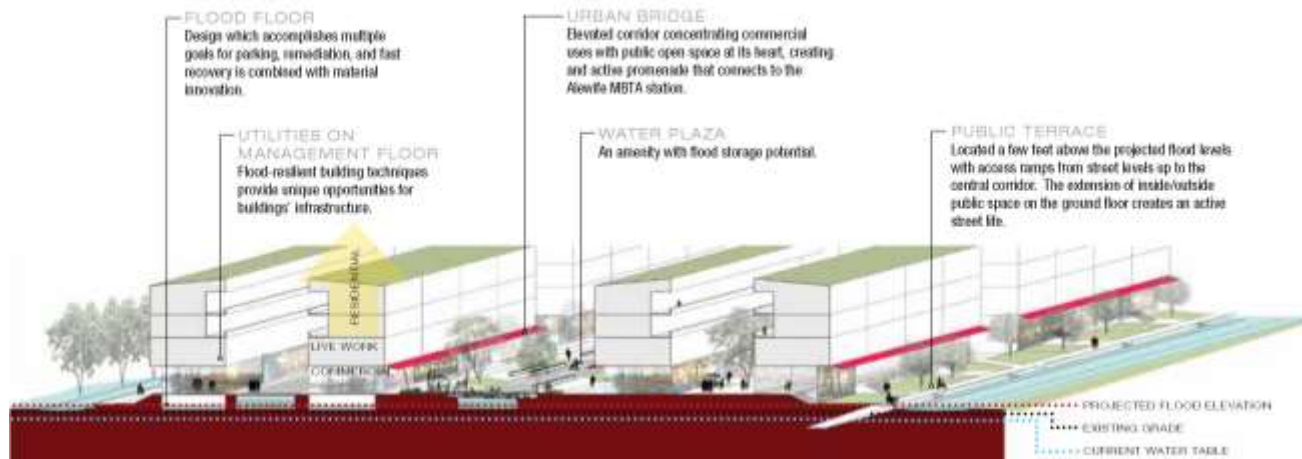 FLOOD FLOOR
Design which accomplishes multiple
goals for parking, remediation, and fast
recovery is combined with material
innovation.
URBAN BRIDGE
Elevated corridor concentrating commercial
uses with public open space at its heart, creating
and active promenade that connects to the
Alewife MBTA station.
UTILITIES ON
MANAGEMENT FLOOR
Flood-resilient building techniques
provide unique opportunities for
buildings' infrastructure.
WATER PLAZA
An amenity with flood storage potential.
PUBLIC TERRACE
Located a few feet above the projected flood levels
with access ramps from street levels up to the
central corridor. The extension of inside/outside
public space on the ground floor creates an active
street life.
RESIDENTIAL
LIVE WORK
COMMERCIAL
PROJECTED FLOOD ELEVATION
EXISTING GRADE
CURRENT WATER TABLE